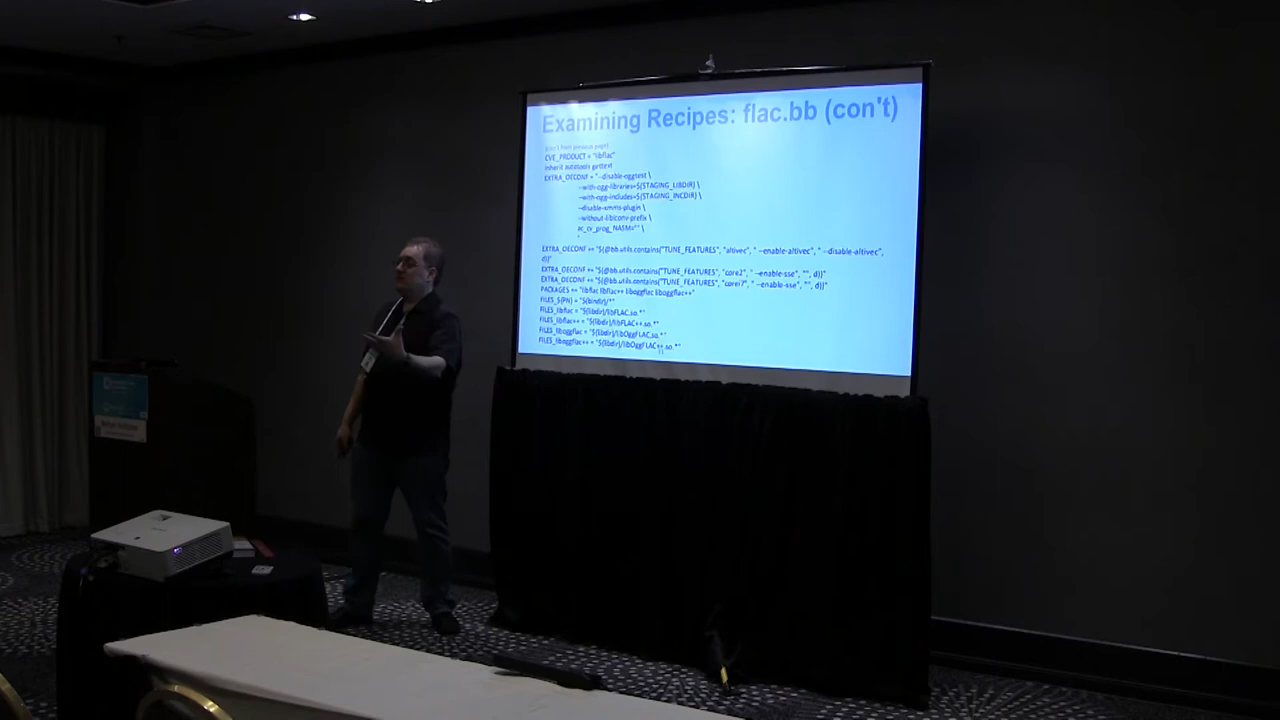 Examining Recipes: flac.bb (con't)
(con't from previous page)
CVE_PRODUCT = "libflac"
inherit autotools gettext
EXTRA_OECONF = "--disable-oggtest \
--with-ogg-libraries=${STAGING_LIBDIR} \
--with-ogg-includes=${STAGING_INCDIR} \
--disable-xmms-plugin \
--without-libiconv-prefix \
ac_cv_prog_NASM="" \
"
EXTRA_OECONF += "${@bb.utils.contains("TUNE_FEATURES", "altivec", " --enable-altivec", " --disable-altivec",
d)}"
EXTRA_OECONF += "${@bb.utils.contains("TUNE_FEATURES", "core2", " --enable-sse", "", d)}"
EXTRA_OECONF += "${@bb.utils.contains("TUNE_FEATURES", "corei7", " --enable-sse", "", d)}"
PACKAGES += "libflac libflac++ liboggflac liboggflac++"
FILES_${PN} = "${bindir}/*"
FILES_libflac = "${libdir}/libFLAC.so.*"
FILES_libflac++ = "${libdir}/libFLAC++.so.*"
FILES_liboggflac = "${libdir}/libOggFLAC.so.*"
FILES_liboggflac++ = "${libdir}/libOggFLAC++.so.*"